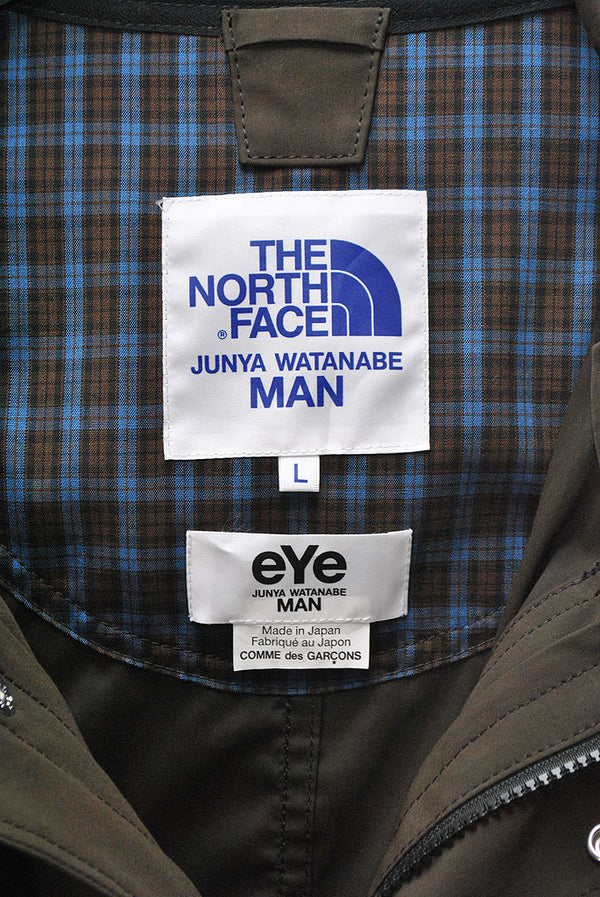 THE
NORTH
® FACE
JUNYA WATANABE
MAN
L
eYe
JUNYA WATANABE
MAN
Made in Japan
Fabriqué au Japon
COMME des GARÇONS